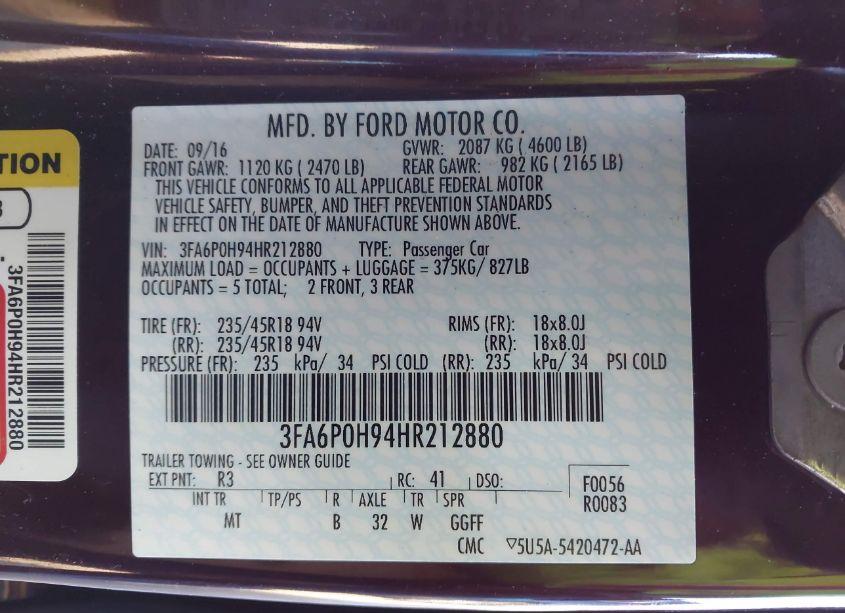 MFD. BY FORD MOTOR CO.
DATE: 09/16 GVWR: 2087 KG ( 4600 LB)
FRONT GAWR: 1120 KG ( 2470 LB) REAR GAWR: 982 KG ( 2165 LB)
THIS VEHICLE CONFORMS TO ALL APPLICABLE FEDERAL MOTOR
VEHICLE SAFETY, BUMPER, AND THEFT PREVENTION STANDARDS
IN EFFECT ON THE DATE OF MANUFACTURE SHOWN ABOVE.
VIN: 3FA6P0H94HR212880 TYPE: Passenger Car
MAXIMUM LOAD = OCCUPANTS + LUGGAGE = 375KG/ 827LB
OCCUPANTS = 5 TOTAL; 2 FRONT, 3 REAR
TIRE (FR): 235/45R18 94V RIMS (FR): 18x8.0J
(RR): 235/45R18 94V (RR): 18x8.0J
PRESSURE (FR): 235 kPa/ 34 PSI COLD (RR): 235 kPa/ 34 PSI COLD
3FA6P0H94HR212880
TRAILER TOWING - SEE OWNER GUIDE
EXT PNT: R3 RC: 41 DSO: F0056
R0083
INT TR TP/PS R AXLE TR SPR
MT B 32 W GGFF
CMC ▽5U5A-5420472-AA
3FA6P0H94HR212880